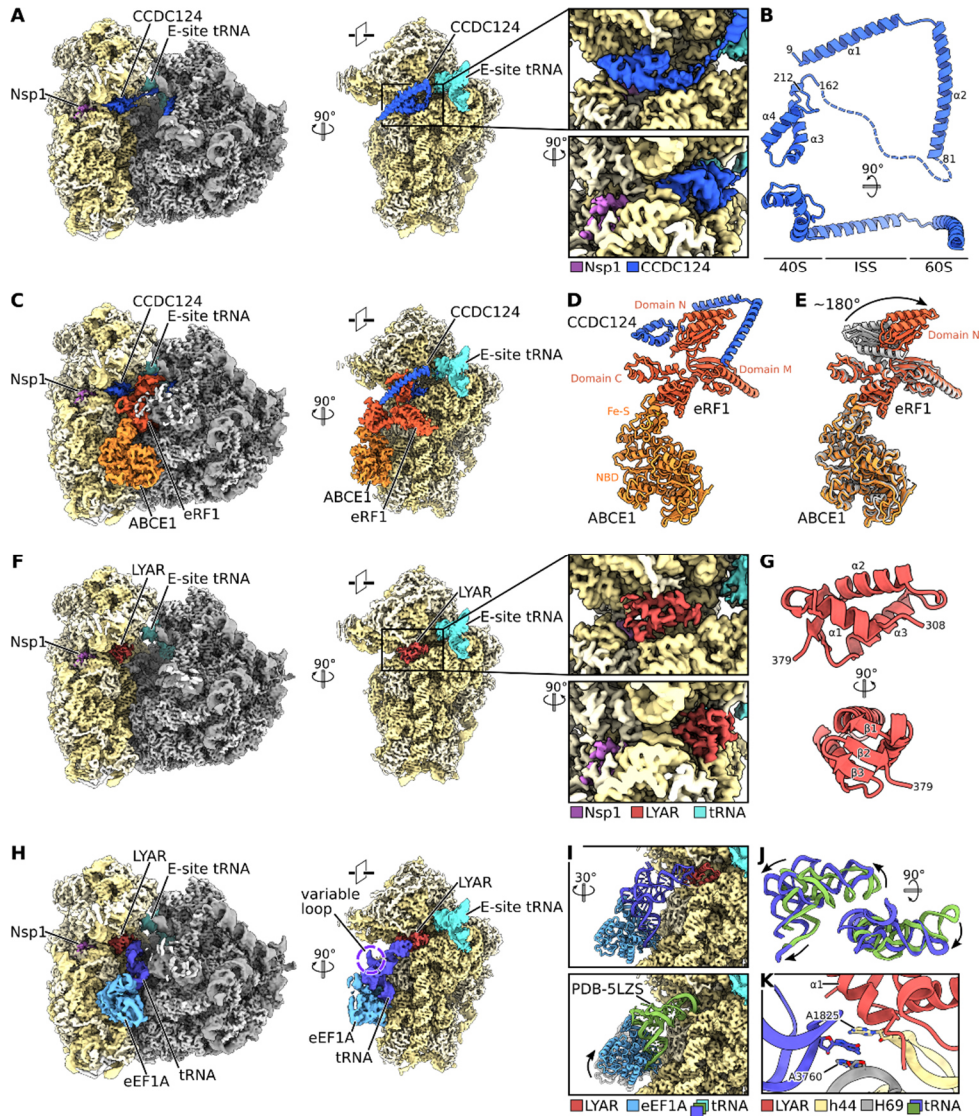 A
CCDC124
E-site tRNA
Nsp1
90°
CCDC124
E-site tRNA
90°
Nsp1 CCDC124
B
9
α1
212
162
α2
α4
α3
81
90°
40S ISS 60S
C
CCDC124
E-site tRNA
Nsp1
ABCE1
eRF1
90°
CCDC124
E-site tRNA
ABCE1
eRF1
D
Domain N
CCDC124
Domain C
Domain M
eRF1
Fe-S
NBD
ABCE1
E
~180°
Domain N
eRF1
ABCE1
F
LYAR
E-site tRNA
Nsp1
90°
LYAR
E-site tRNA
90°
Nsp1 LYAR tRNA
G
α2
α1
α3
308
379
90°
β1
β2
β3
379
H
LYAR
E-site tRNA
Nsp1
eEF1A
tRNA
90°
variable
loop
LYAR
E-site tRNA
eEF1A
tRNA
I
30°
PDB-5LZS
LYAR eEF1A tRNA
J
90°
K
α1
A1825
A3760
LYAR h44 H69 tRNA